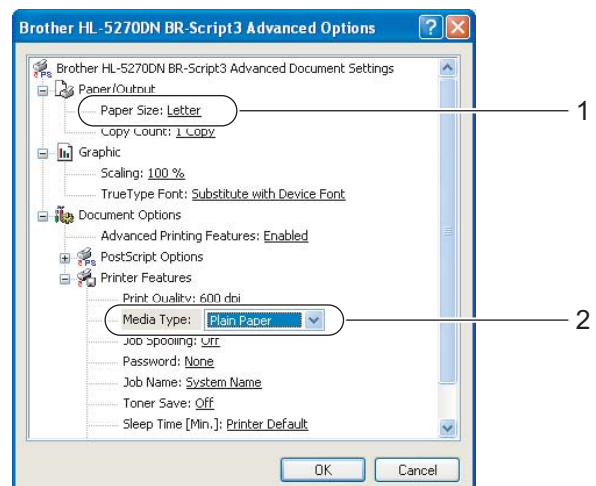 Brother HL-5270DN BR-Script3 Advanced Options
Brother HL-5270DN BR-Script3 Advanced Document Settings
Paper/Output
Paper Size: Letter
1
Copy Count: 1 Copy
Graphic
Scaling: 100 %
TrueType Font: Substitute with Device Font
Document Options
Advanced Printing Features: Enabled
PostScript Options
Printer Features
Print Quality: 600 dpi
Media Type: Plain Paper
2
Job Spooling: Off
Password: None
Job Name: System Name
Toner Save: Off
Sleep Time [Min.]: Printer Default
OK Cancel